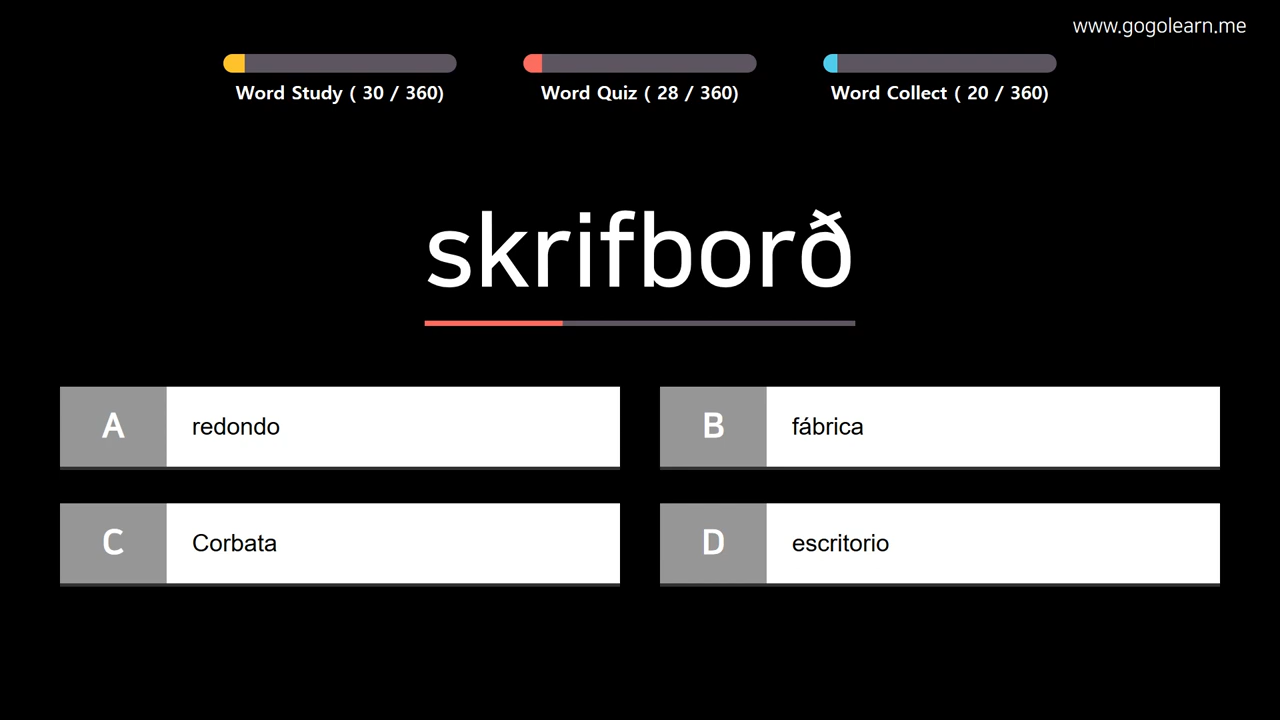 www.gogolearn.me
Word Study ( 30 / 360)
Word Quiz ( 28 / 360)
Word Collect ( 20 / 360)
skrifborð
A
redondo
B
fábrica
C
Corbata
D
escritorio